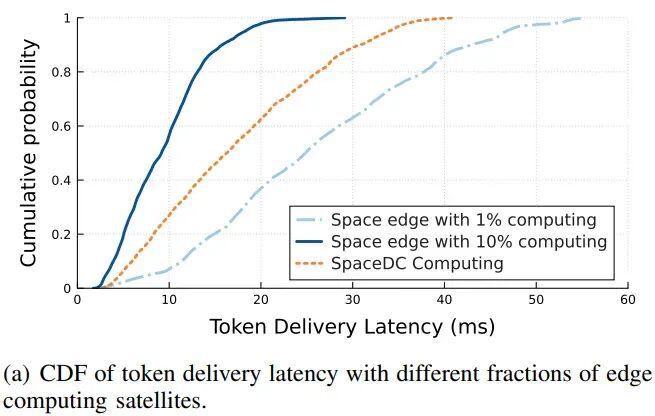 Cumulative probability
1
0.8
0.6
0.4
0.2
0
0 10 20 30 40 50 60
Space edge with 1% computing
Space edge with 10% computing
SpaceDC Computing
Token Delivery Latency (ms)
(a) CDF of token delivery latency with different fractions of edge
computing satellites.